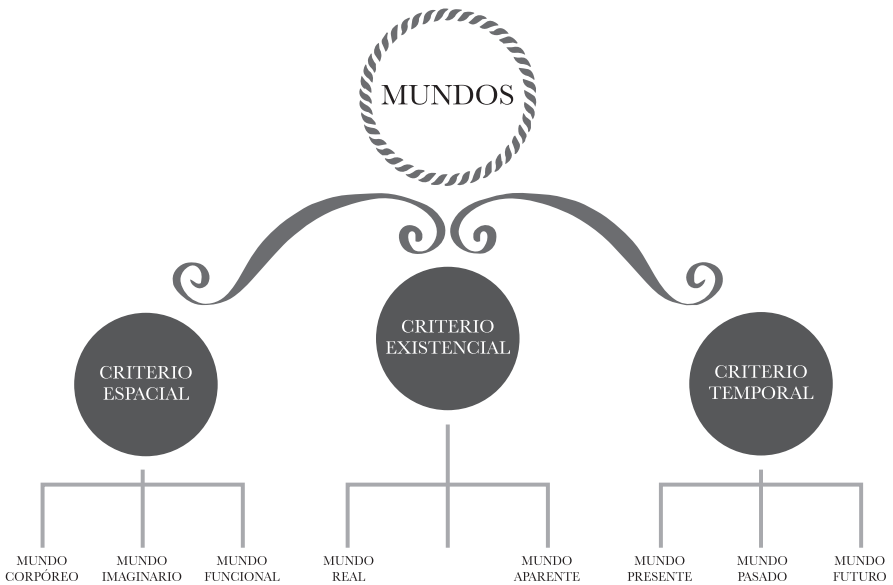 MUNDOS
CRITERIO
ESPACIAL
CRITERIO
EXISTENCIAL
CRITERIO
TEMPORAL
MUNDO
CORPÓREO
MUNDO
IMAGINARIO
MUNDO
FUNCIONAL
MUNDO
REAL
MUNDO
APARENTE
MUNDO
PRESENTE
MUNDO
PASADO
MUNDO
FUTURO